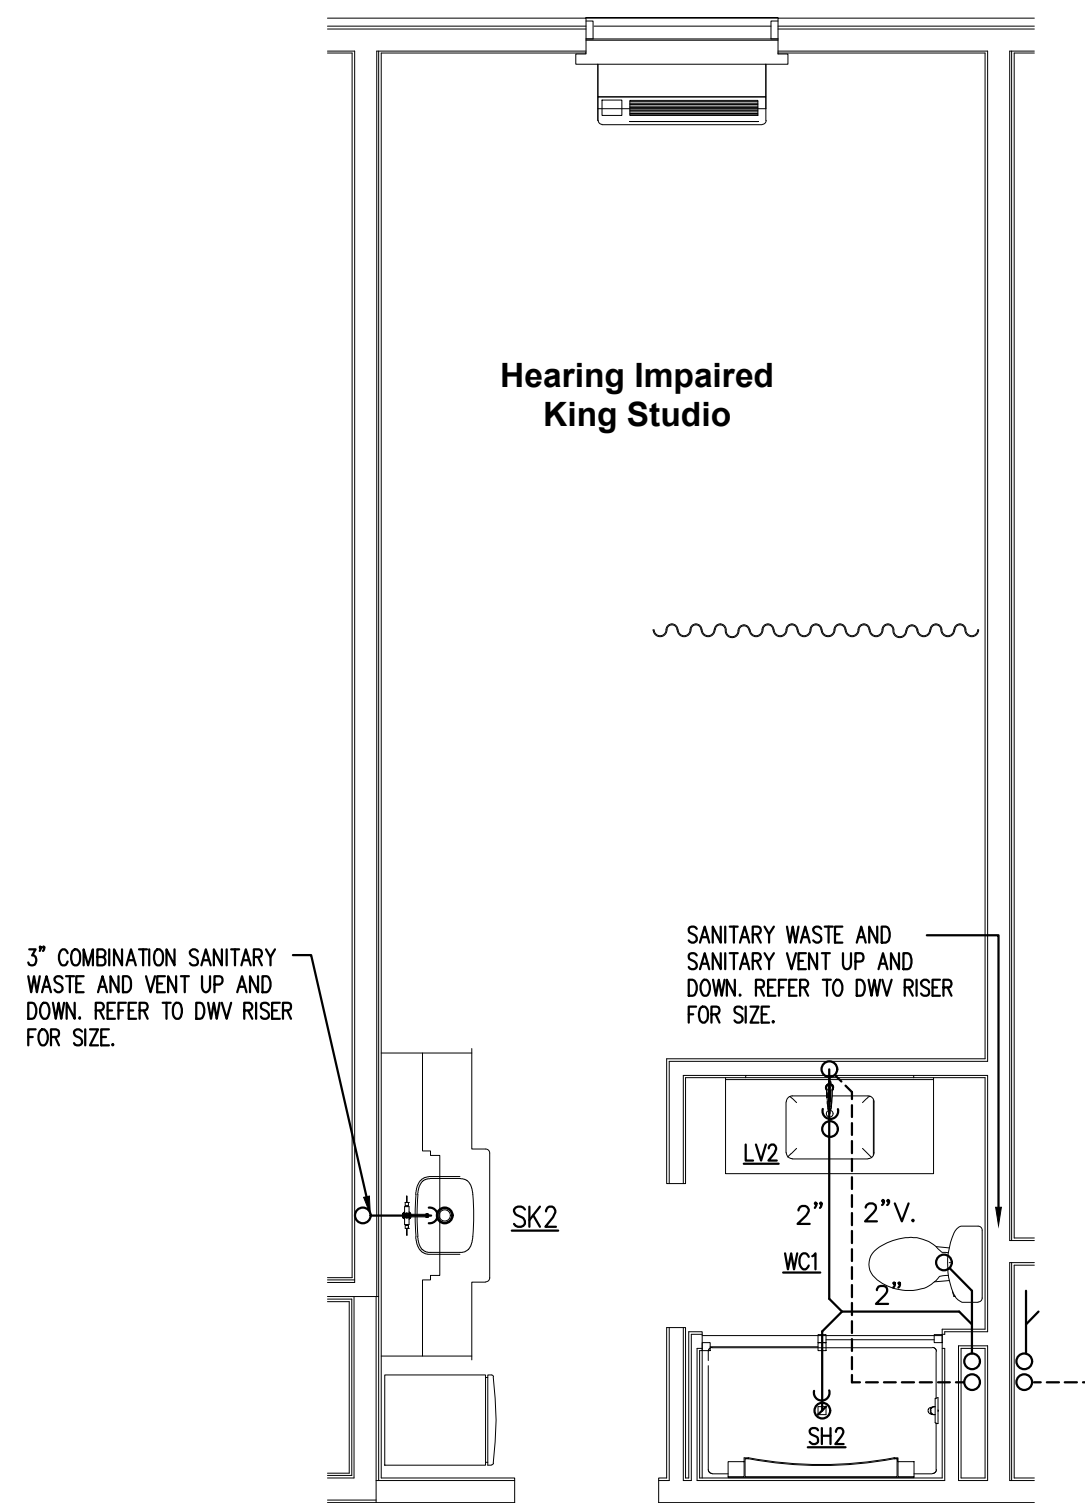 Hearing Impaired
King Studio
3" COMBINATION SANITARY
WASTE AND VENT UP AND
DOWN. REFER TO DWV RISER
FOR SIZE.
SANITARY WASTE AND
SANITARY VENT UP AND
DOWN. REFER TO DWV RISER
FOR SIZE.
LV2
SK2
2"
2"V.
WC1
2"
SH2